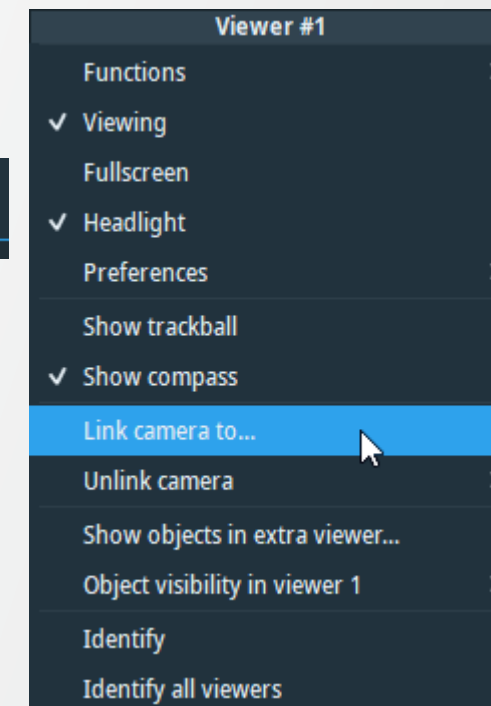 Viewer #1
Functions
Viewing
Fullscreen
Headlight
Preferences
Show trackball
Show compass
Link camera to...
Unlink camera
Show objects in extra viewer...
Object visibility in viewer 1
Identify
Identify all viewers